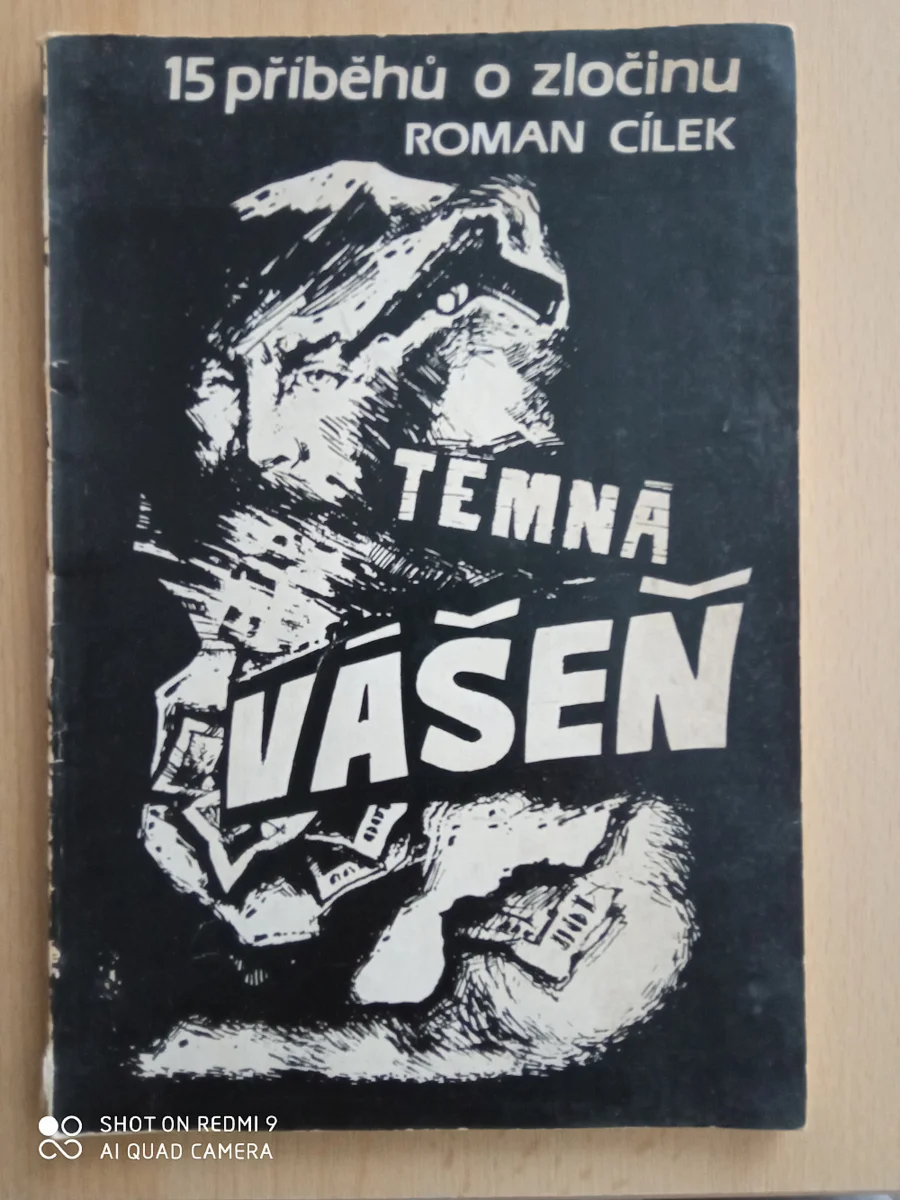 15 příběhů o zločinu
ROMAN CÍLEK
TEMNÁ
VÁŠEŇ
SHOT ON REDMI 9
AI QUAD CAMERA